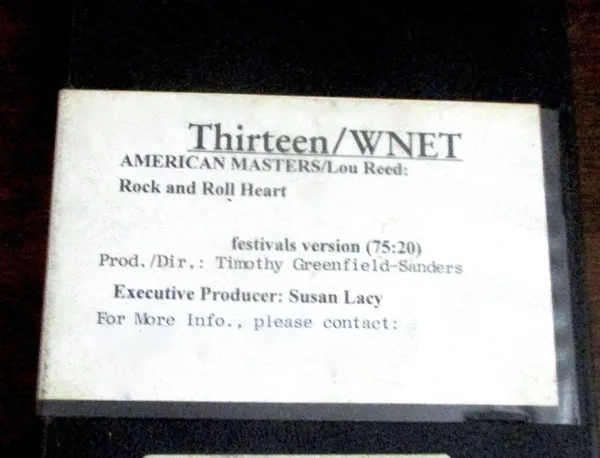 Thirteen/WNET
AMERICAN MASTERS/Lou Reed:
Rock and Roll Heart
festivals version (75:20)
Prod./Dir.: Timothy Greenfield-Sanders
Executive Producer: Susan Lacy
For More Info., please contact: